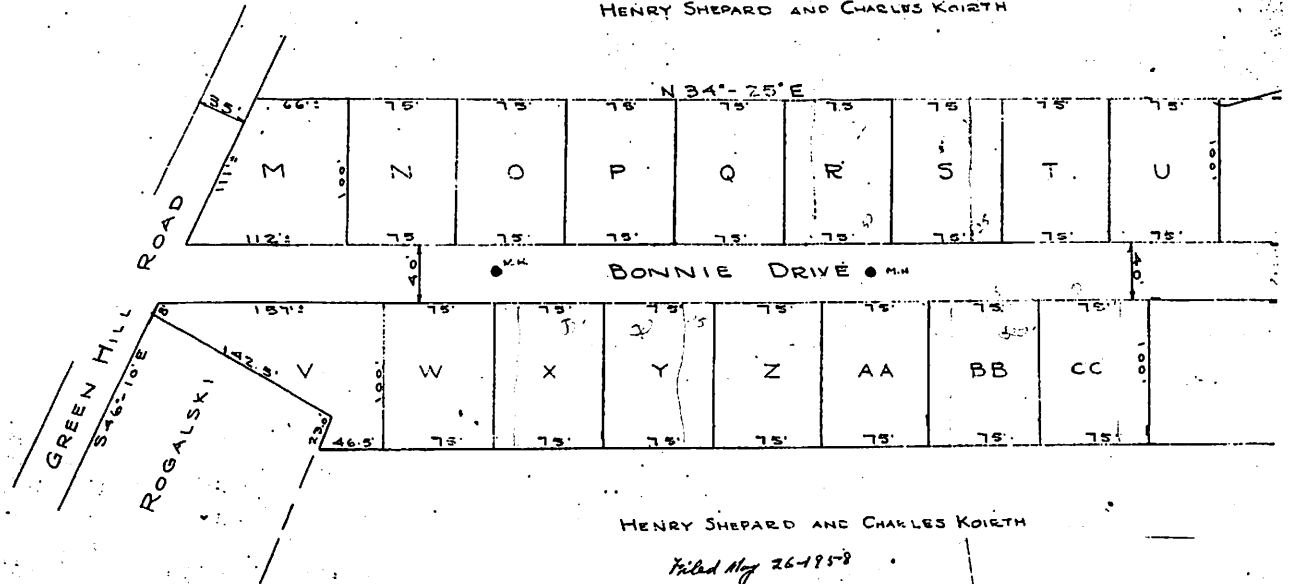 HENRY SHEPARD AND CHARLES KOIRTH
N 34°-25' E
35'
66'± 75' 75' 75' 75' 75' 75' 75' 75'
111'± M 100' N O P Q R S T U 100'
112'± 75' 75' 75' 75' 75' 75' 75' 75'
GREEN HILL ROAD
40' M.H. BONNIE DRIVE M.H. 40'
8' 157'± 75' 75' 75' 75' 75' 75' 75'
S 46°-10' E
142.5' V 100' W X Y Z AA BB CC 100'
ROGALSKI
23.0' 46.5' 75' 75' 75' 75' 75' 75' 75'
HENRY SHEPARD AND CHARLES KOIRTH
Filed May 26-1958